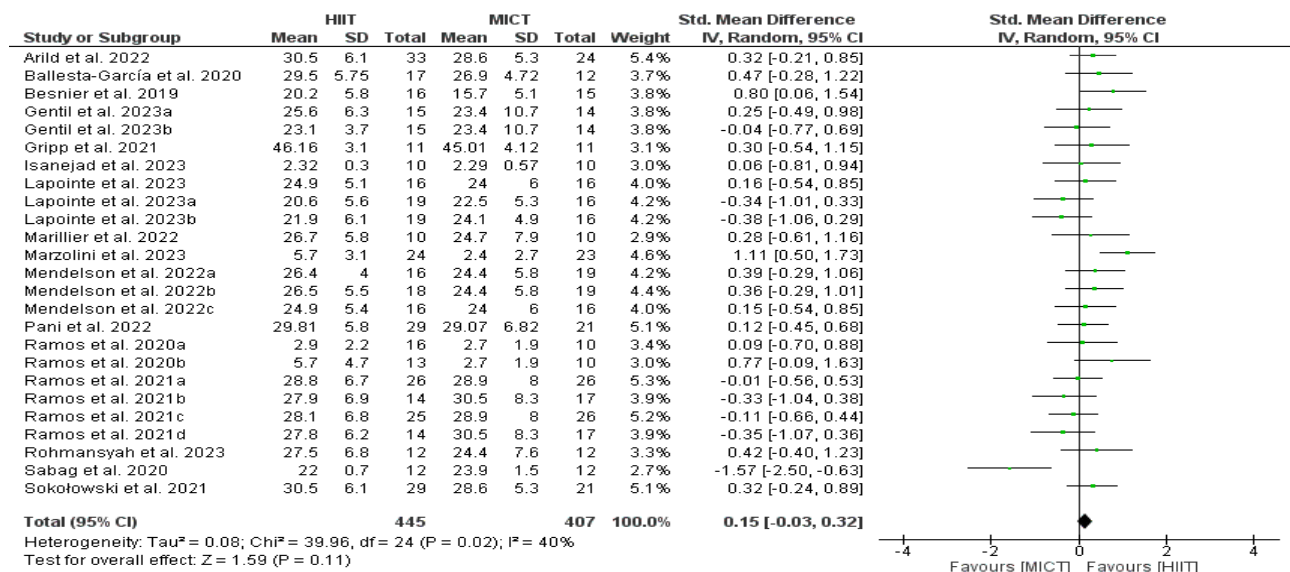 HIIT MICT Std. Mean Difference Std. Mean Difference
Study or Subgroup Mean SD Total Mean SD Total Weight IV, Random, 95% CI IV, Random, 95% CI
Arild et al. 2022 30.5 6.1 33 28.6 5.3 24 5.4% 0.32 [-0.21, 0.85]
Ballesta-García et al. 2020 29.5 5.75 17 26.9 4.72 12 3.7% 0.47 [-0.28, 1.22]
Besnier et al. 2019 20.2 5.8 16 15.7 5.1 15 3.8% 0.80 [0.06, 1.54]
Gentil et al. 2023a 25.6 6.3 15 23.4 10.7 14 3.8% 0.25 [-0.49, 0.98]
Gentil et al. 2023b 23.1 3.7 15 23.4 10.7 14 3.8% -0.04 [-0.77, 0.69]
Gripp et al. 2021 46.16 3.1 11 45.01 4.12 11 3.1% 0.30 [-0.54, 1.15]
Isanejad et al. 2023 2.32 0.3 10 2.29 0.57 10 3.0% 0.06 [-0.81, 0.94]
Lapointe et al. 2023 24.9 5.1 16 24 6 16 4.0% 0.16 [-0.54, 0.85]
Lapointe et al. 2023a 20.6 5.6 19 22.5 5.3 16 4.2% -0.34 [-1.01, 0.33]
Lapointe et al. 2023b 21.9 6.1 19 24.1 4.9 16 4.2% -0.38 [-1.06, 0.29]
Marillier et al. 2022 26.7 5.8 10 24.7 7.9 10 2.9% 0.28 [-0.61, 1.16]
Marzolini et al. 2023 5.7 3.1 24 2.4 2.7 23 4.6% 1.11 [0.50, 1.73]
Mendelson et al. 2022a 26.4 4 16 24.4 5.8 19 4.2% 0.39 [-0.29, 1.06]
Mendelson et al. 2022b 26.5 5.5 18 24.4 5.8 19 4.3% 0.36 [-0.29, 1.01]
Mendelson et al. 2022c 24.9 5.4 16 24 6 16 4.0% 0.15 [-0.54, 0.85]
Pani et al. 2022 29.81 5.8 29 29.07 6.82 21 5.1% 0.12 [-0.45, 0.68]
Ramos et al. 2020a 2.9 2.2 16 2.7 1.9 10 3.4% 0.09 [-0.70, 0.88]
Ramos et al. 2020b 5.7 4.7 13 2.7 1.9 10 3.0% 0.77 [-0.09, 1.63]
Ramos et al. 2021a 28.8 6.7 26 28.9 8 26 5.3% -0.01 [-0.56, 0.53]
Ramos et al. 2021b 27.9 6.9 14 30.5 8.3 17 3.9% -0.33 [-1.04, 0.38]
Ramos et al. 2021c 28.1 6.8 25 28.9 8 26 5.2% -0.11 [-0.66, 0.44]
Ramos et al. 2021d 27.8 6.2 14 30.5 8.3 17 3.9% -0.35 [-1.07, 0.36]
Rohmansyah et al. 2023 27.5 6.8 12 24.4 7.6 12 3.3% 0.42 [-0.40, 1.23]
Sabag et al. 2020 22 0.7 12 23.9 1.5 12 2.7% -1.57 [-2.50, -0.63]
Sokołowski et al. 2021 30.5 6.1 29 28.6 5.3 21 5.1% 0.32 [-0.24, 0.89]
Total (95% CI) 445 407 100.0% 0.15 [-0.03, 0.32]
Heterogeneity: Tau² = 0.08; Chi² = 39.96, df = 24 (P = 0.02); I² = 40%
Test for overall effect: Z = 1.59 (P = 0.11)
-4 -2 0 2 4
Favours [MICT] Favours [HIIT]